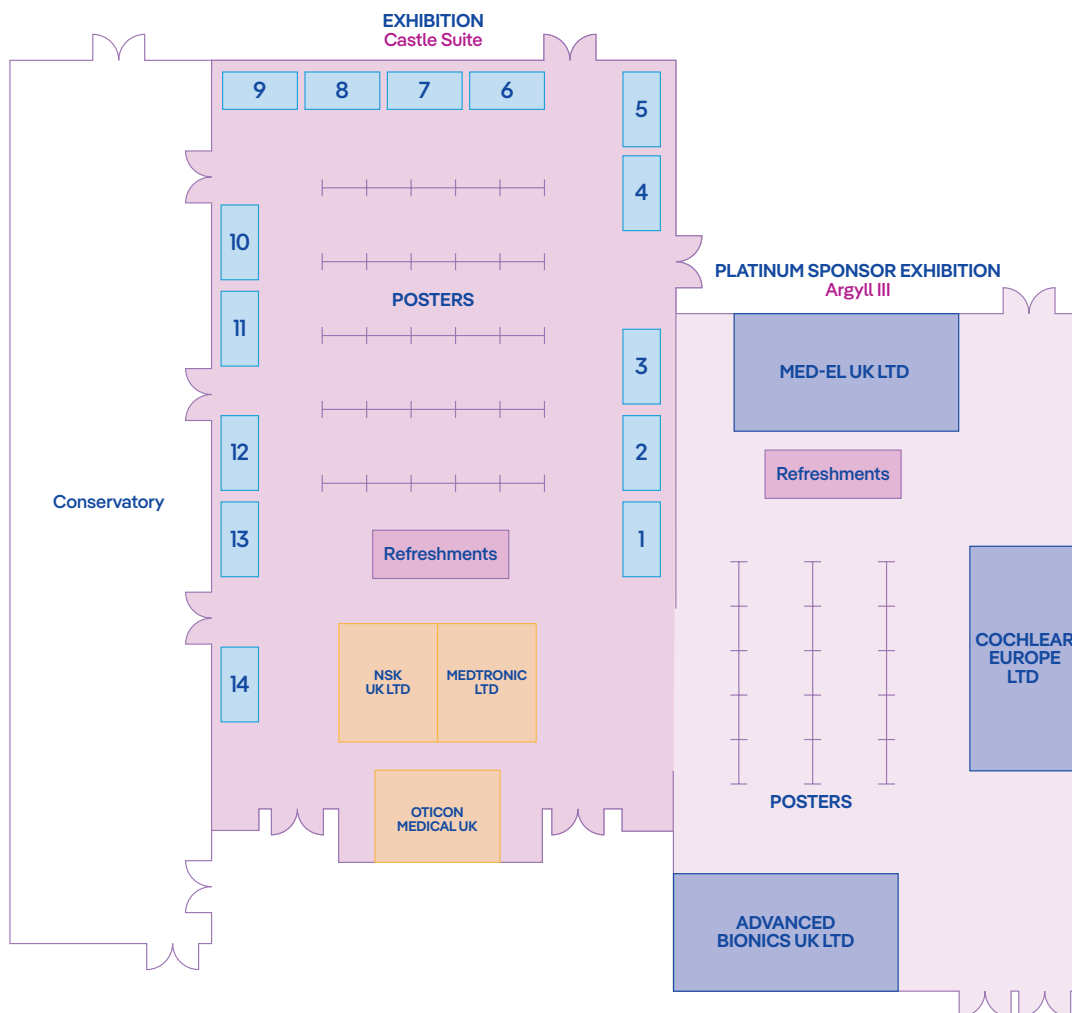 EXHIBITION
Castle Suite
9
8
7
6
5
4
10
11
POSTERS
3
12
2
13
1
Refreshments
Conservatory
14
NSK
UK LTD
MEDTRONIC
LTD
OTICON
MEDICAL UK
PLATINUM SPONSOR EXHIBITION
Argyll III
MED-EL UK LTD
Refreshments
COCHLEAR
EUROPE
LTD
POSTERS
ADVANCED
BIONICS UK LTD